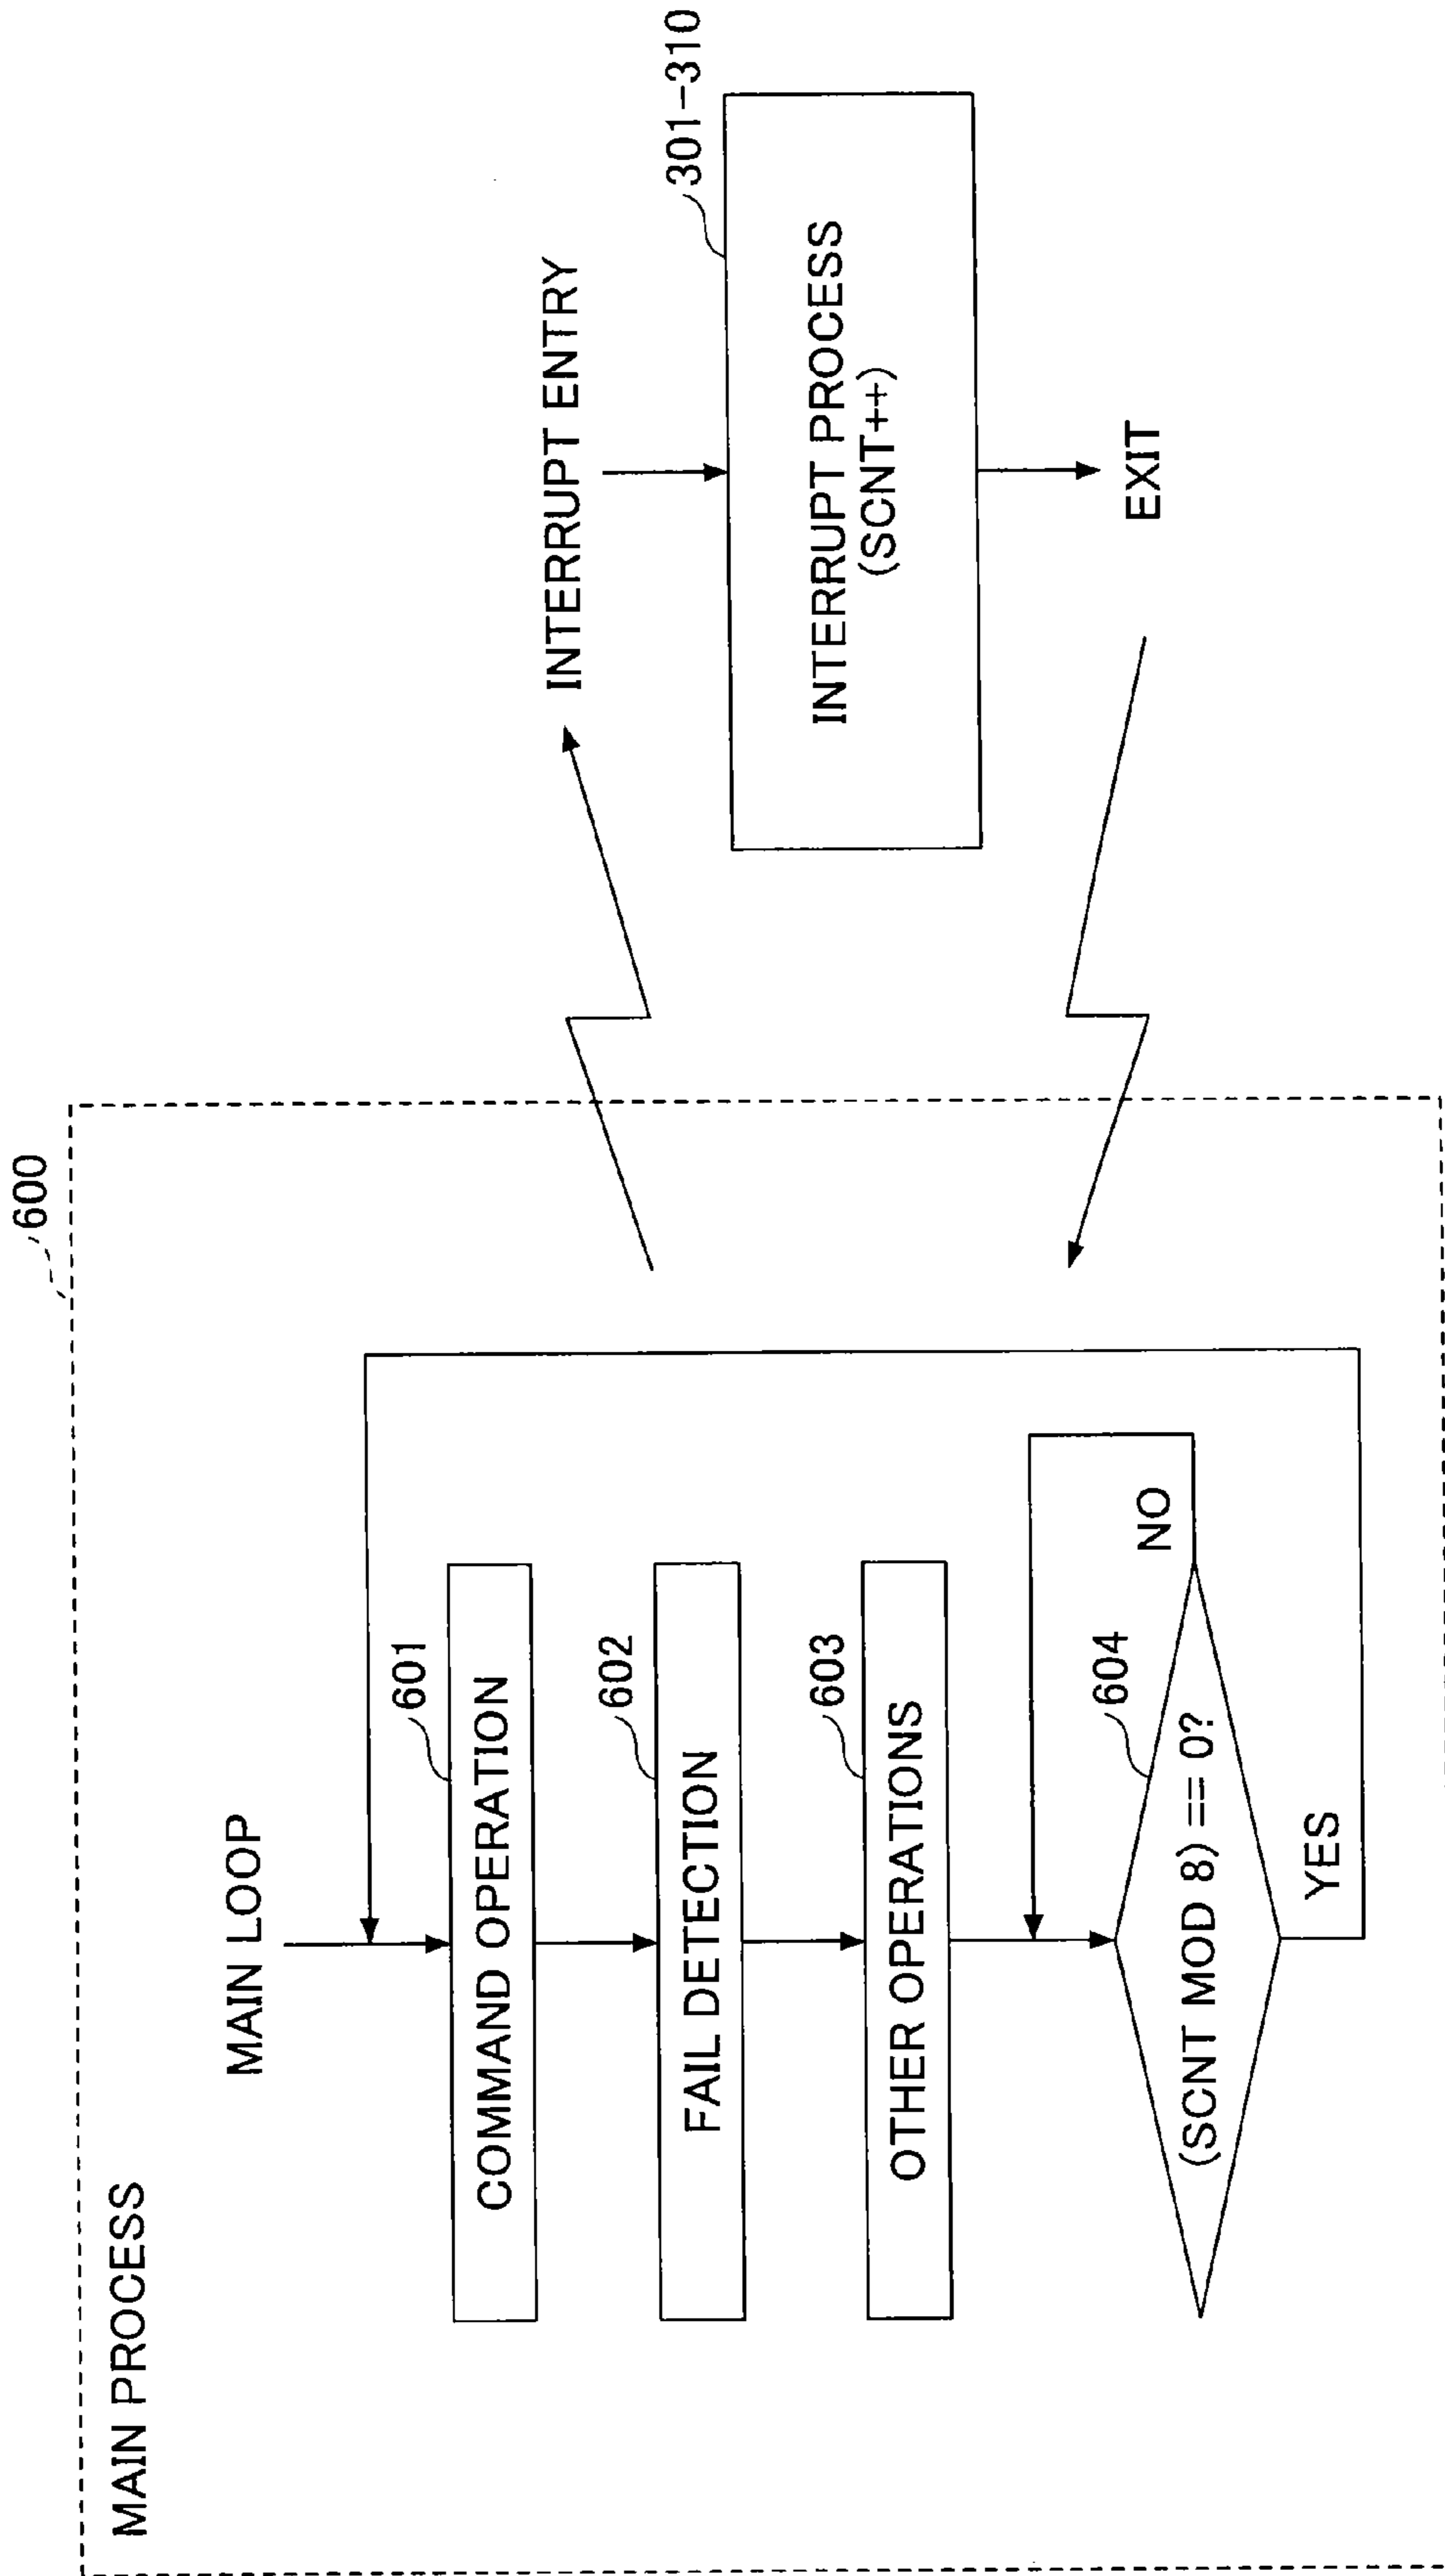 600
MAIN PROCESS
MAIN LOOP
601
COMMAND OPERATION
602
FAIL DETECTION
603
OTHER OPERATIONS
604
(SCNT MOD 8) == 0?
NO
YES
INTERRUPT ENTRY
301-310
INTERRUPT PROCESS
(SCNT++)
EXIT